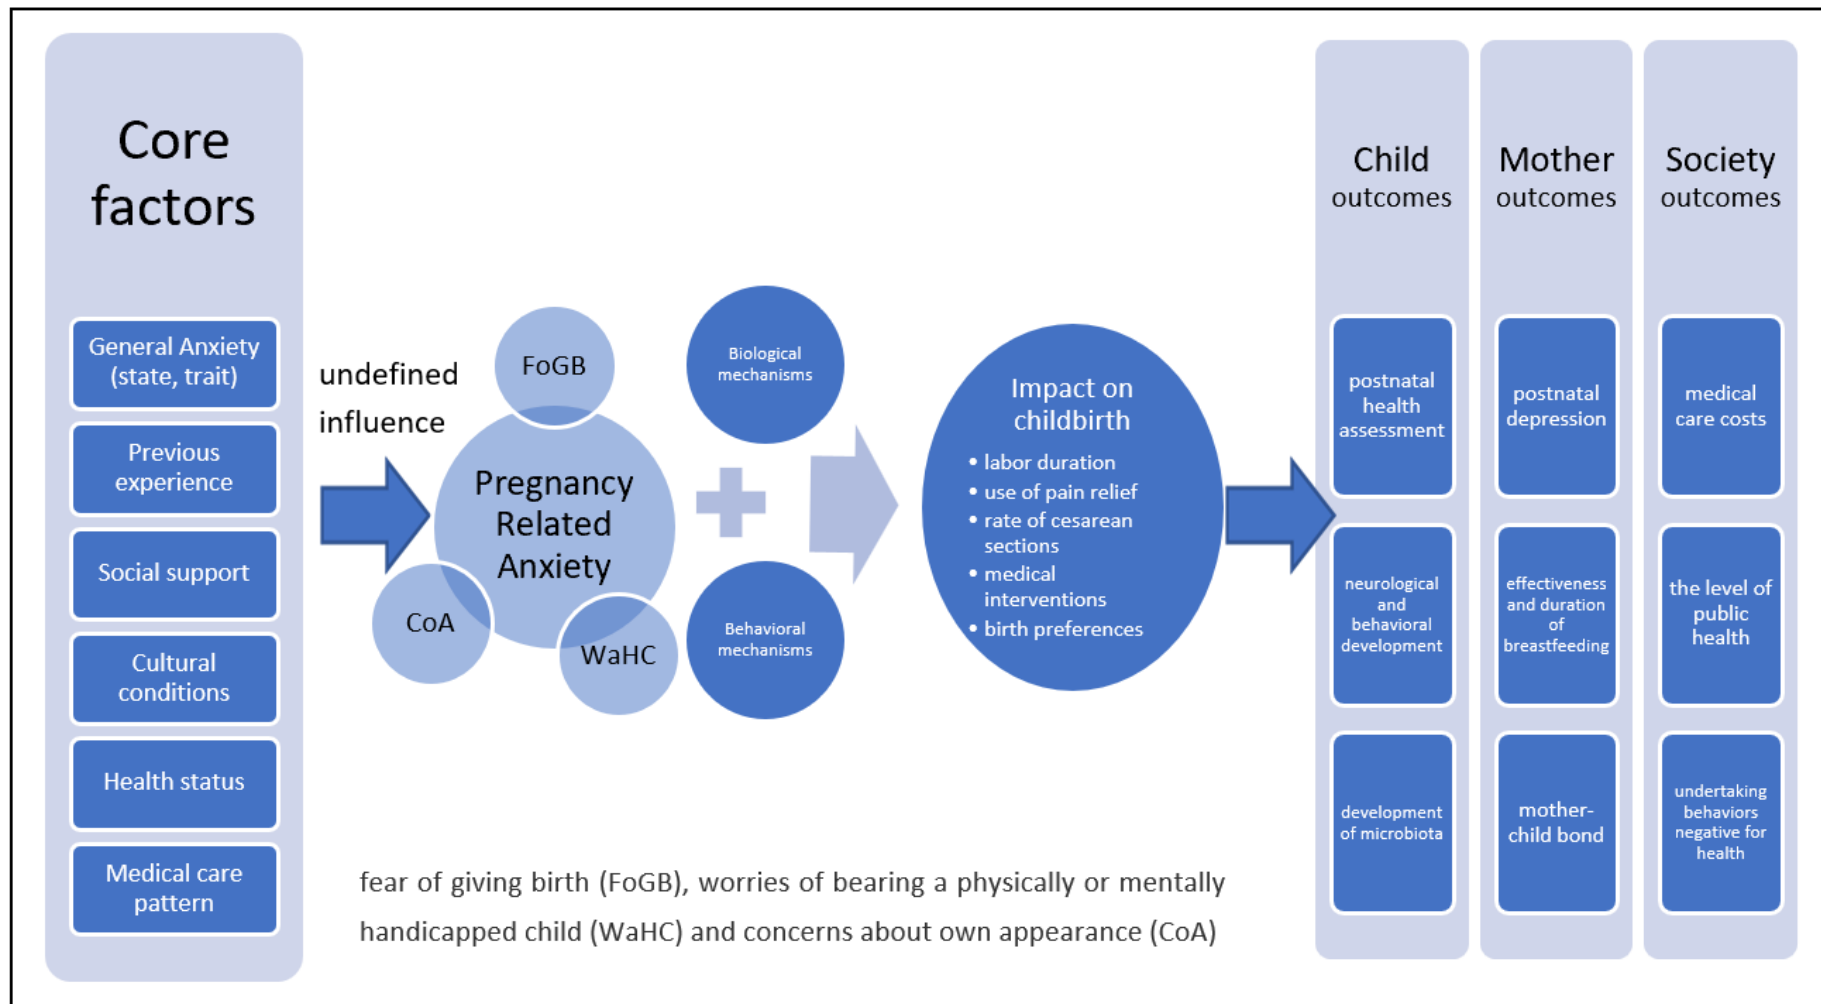 Core
factors
General Anxiety
(state, trait)
Previous
experience
Social support
Cultural
conditions
Health status
Medical care
pattern
undefined
influence
FoGB
Pregnancy
Related
Anxiety
CoA
WaHC
Biological
mechanisms
Behavioral
mechanisms
Impact on
childbirth
• labor duration
• use of pain relief
• rate of cesarean
sections
• medical
interventions
• birth preferences
Child
outcomes
postnatal
health
assessment
neurological
and
behavioral
development
development
of microbiota
Mother
outcomes
postnatal
depression
effectiveness
and duration
of
breastfeeding
mother-
child bond
Society
outcomes
medical
care costs
the level of
public
health
undertaking
behaviors
negative for
health
fear of giving birth (FoGB), worries of bearing a physically or mentally
handicapped child (WaHC) and concerns about own appearance (CoA)